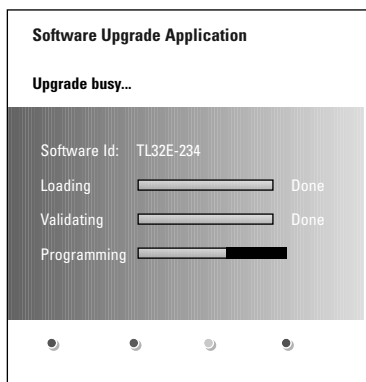 Software Upgrade Application
Upgrade busy...
Software Id: TL32E-234
Loading Done
Validating Done
Programming